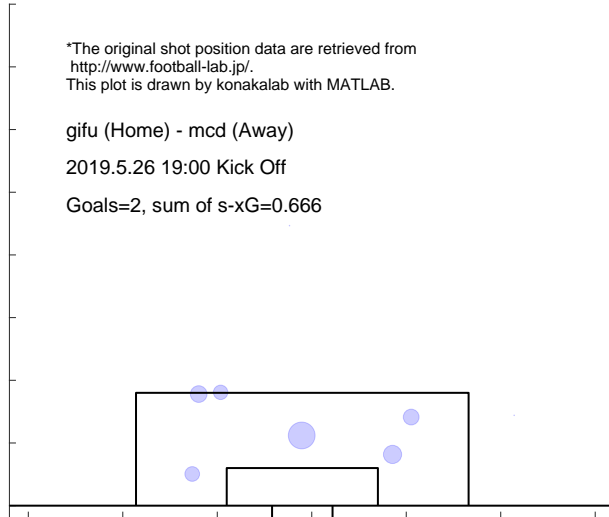 *The original shot position data are retrieved from
http://www.football-lab.jp/.
This plot is drawn by konakalab with MATLAB.
gifu (Home) - mcd (Away)
2019.5.26 19:00 Kick Off
Goals=2, sum of s-xG=0.666